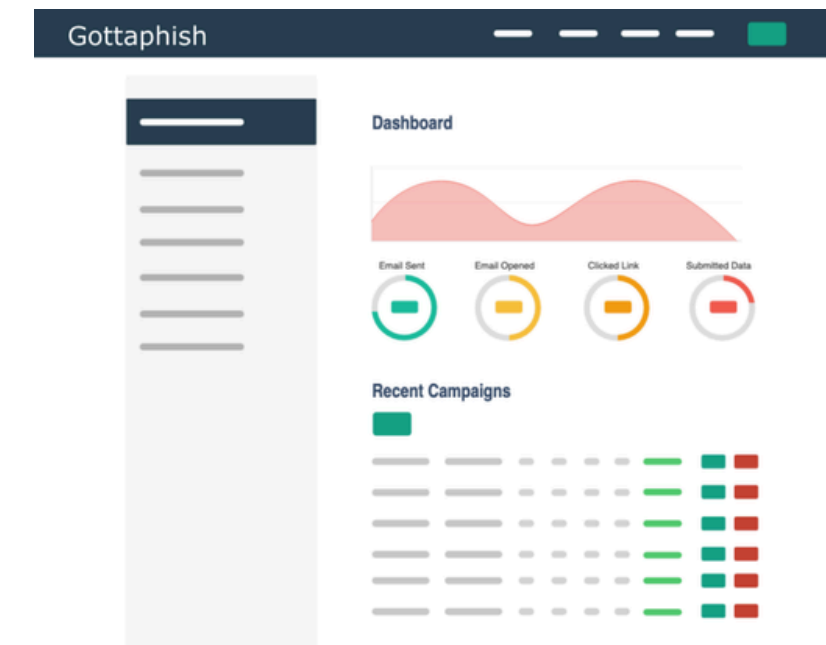 Gottaphish
Dashboard
Email Sent
Email Opened
Clicked Link
Submitted Data
Recent Campaigns